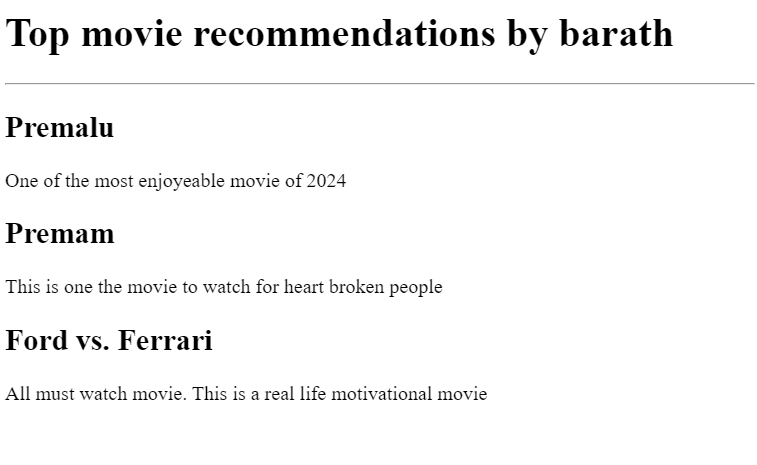 Top movie recommendations by barath
Premalu
One of the most enjoyeable movie of 2024
Premam
This is one the movie to watch for heart broken people
Ford vs. Ferrari
All must watch movie. This is a real life motivational movie